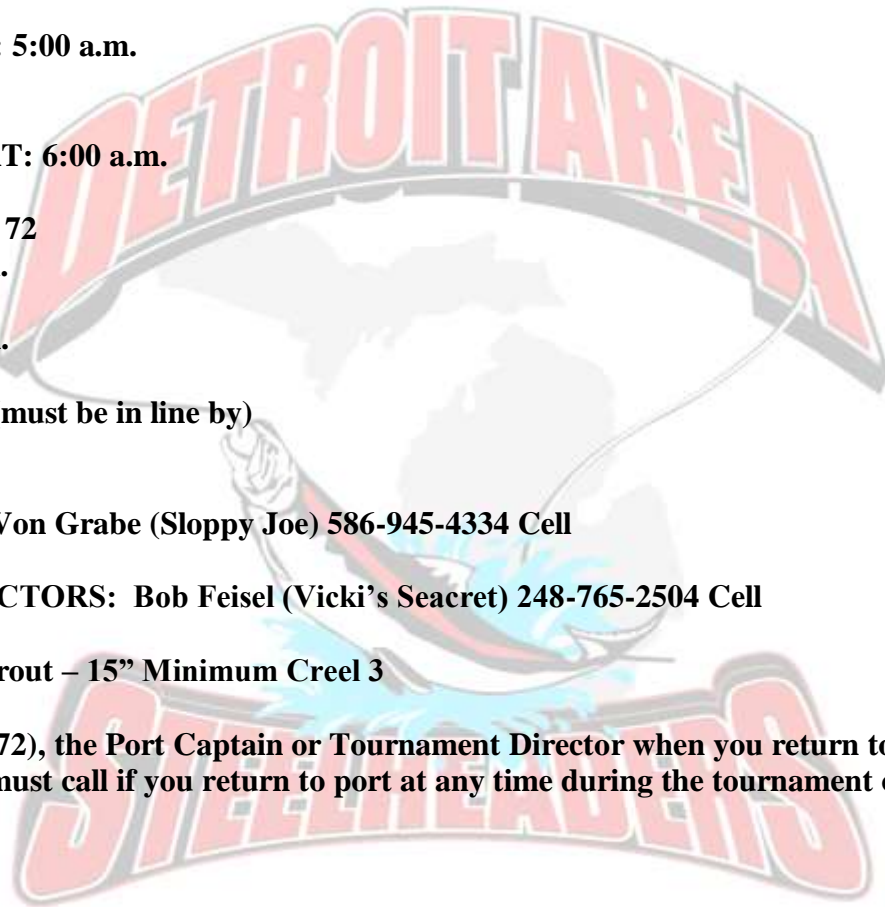 DETROIT AREA
: 5:00 a.m.
T: 6:00 a.m.
72
.
.
must be in line by)
Von Grabe (Sloppy Joe) 586-945-4334 Cell
CTORS: Bob Feisel (Vicki’s Seacret) 248-765-2504 Cell
rout – 15” Minimum Creel 3
72), the Port Captain or Tournament Director when you return to
must call if you return to port at any time during the tournament
STEELHEADERS